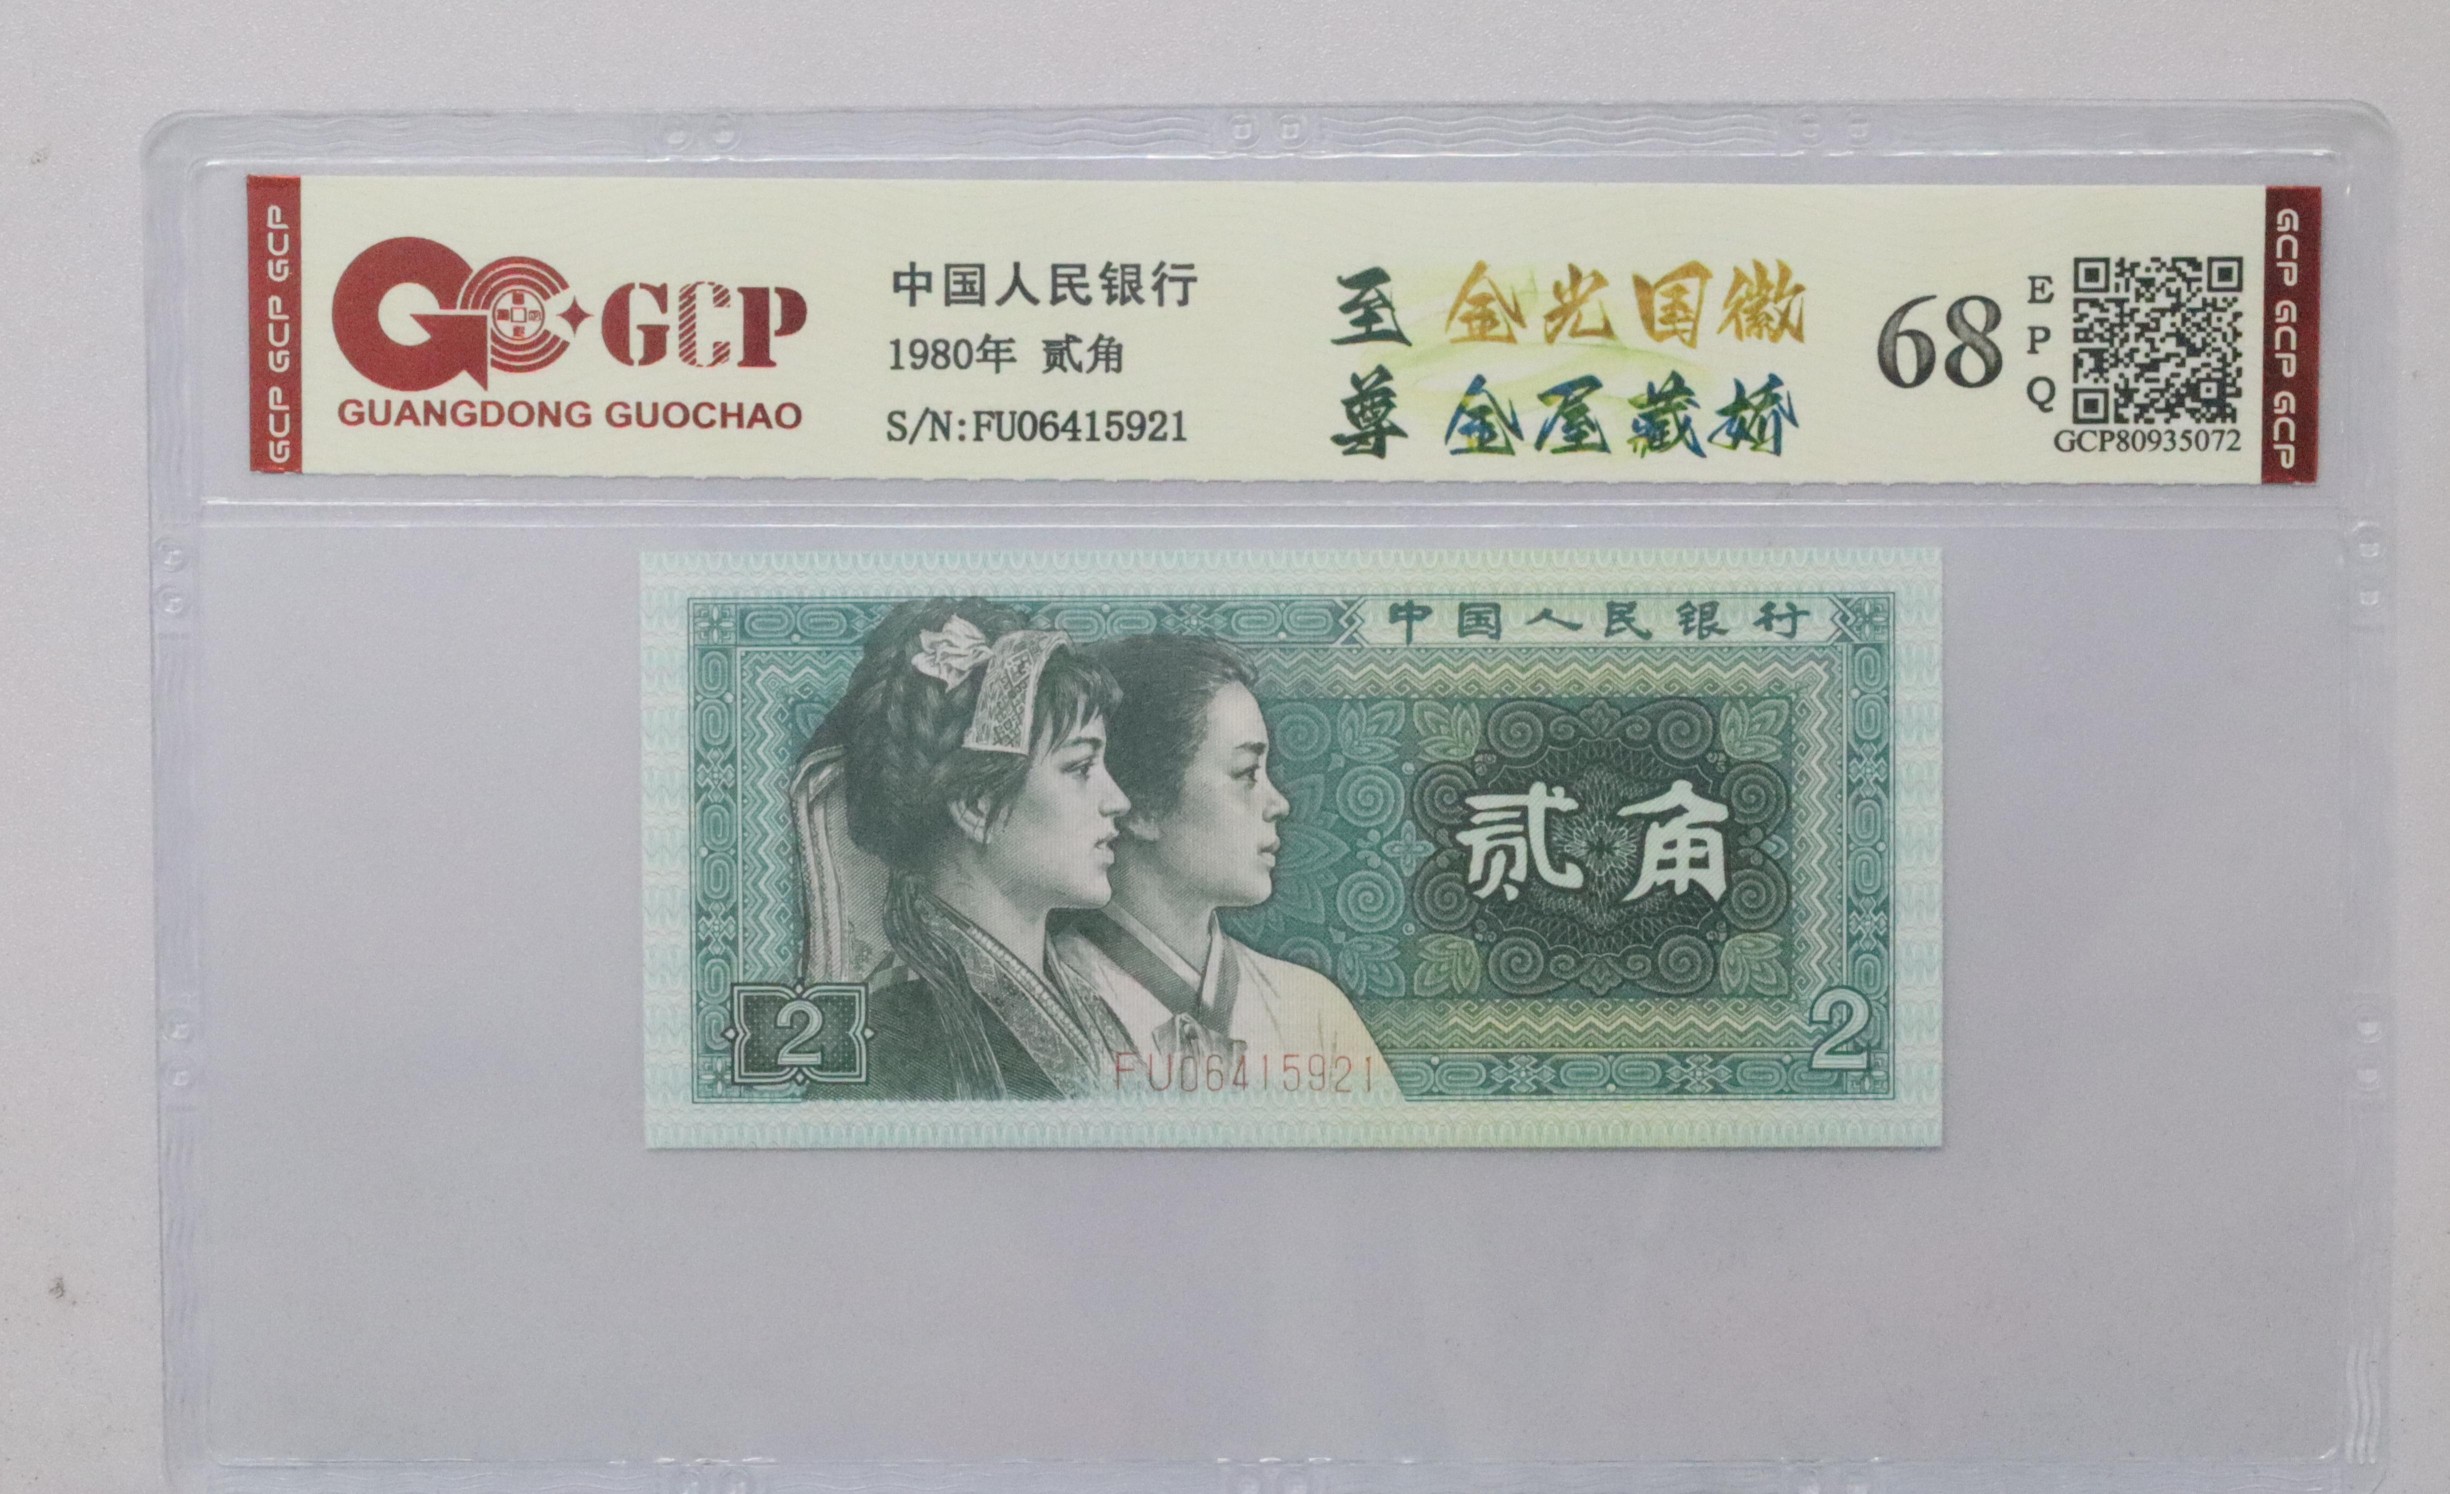 GCP GCP GCP
GCP
GUANGDONG GUOCHAO
中国人民银行
1980年 贰角
S/N:FU06415921
至尊
金光国徽
金屋藏娇
68
EPQ
GCP80935072
GCP GCP GCP
中国人民银行
贰角
2
FU06415921
2